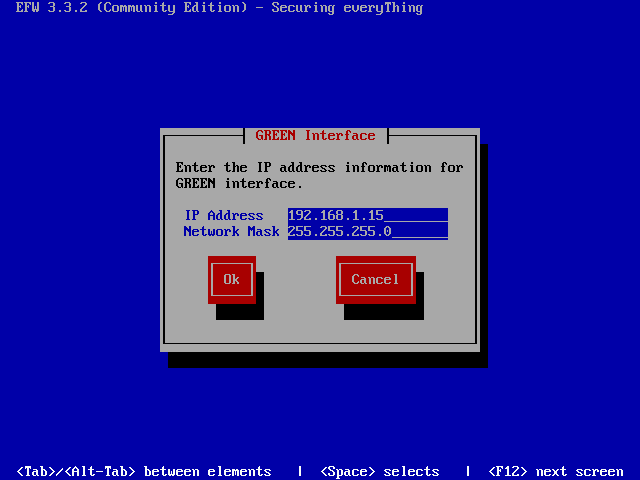 EFW 3.3.2 (Community Edition) - Securing everyThing
GREEN Interface
Enter the IP address information for
GREEN interface.
IP Address 192.168.1.15________
Network Mask 255.255.255.0_______
Ok Cancel
<Tab>/<Alt-Tab> between elements | <Space> selects | <F12> next screen